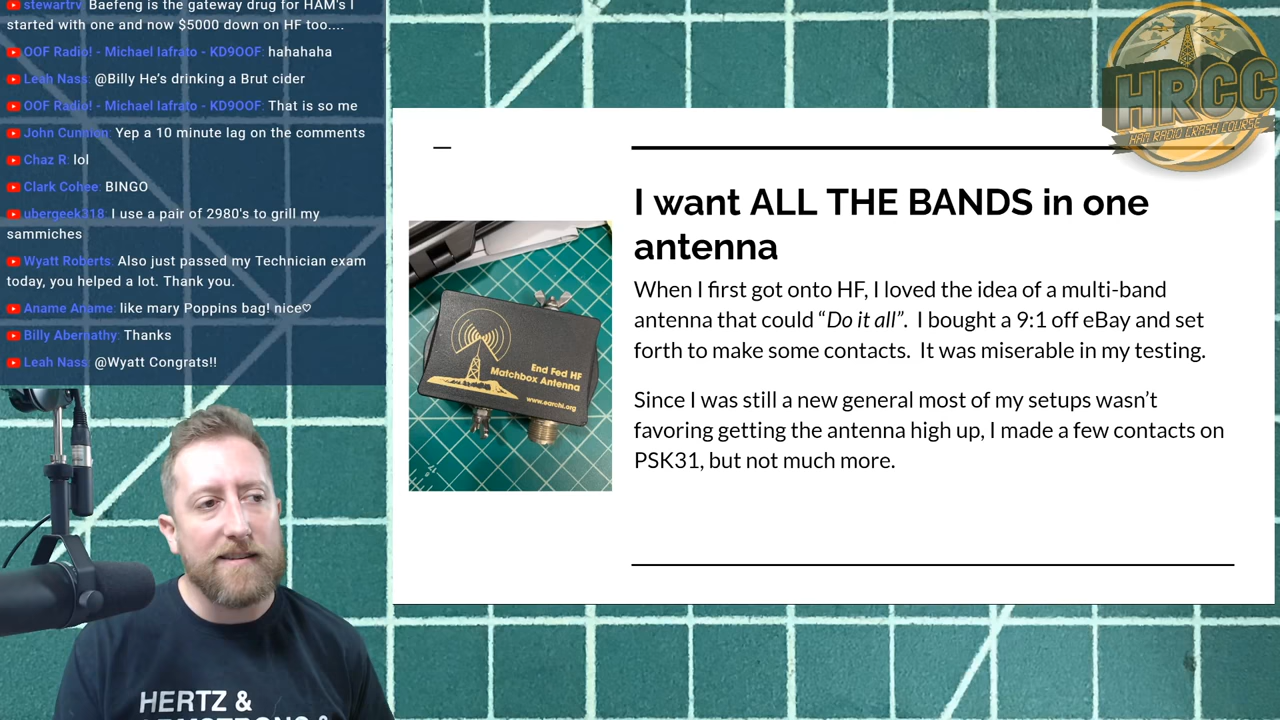 stewartrv Baefeng is the gateway drug for HAM's I
started with one and now $5000 down on HF too....
OOF Radio! - Michael Iafrato - KD9OOF: hahahaha
Leah Nass: @Billy He's drinking a Brut cider
OOF Radio! - Michael Iafrato - KD9OOF: That is so me
John Cunnion: Yep a 10 minute lag on the comments
Chaz R: lol
Clark Cohee: BINGO
ubergeek318: I use a pair of 2980's to grill my
sammiches
Wyatt Roberts: Also just passed my Technician exam
today, you helped a lot. Thank you.
Aname Aname: like mary Poppins bag! nice♡
Billy Abernathy: Thanks
Leah Nass: @Wyatt Congrats!!
HERTZ &
HRCC
HAM RADIO CRASH COURSE
I want ALL THE BANDS in one
antenna
When I first got onto HF, I loved the idea of a multi-band
antenna that could “Do it all”. I bought a 9:1 off eBay and set
forth to make some contacts. It was miserable in my testing.
Since I was still a new general most of my setups wasn’t
favoring getting the antenna high up, I made a few contacts on
PSK31, but not much more.
End Fed HF
Matchbox Antenna
www.earchi.org